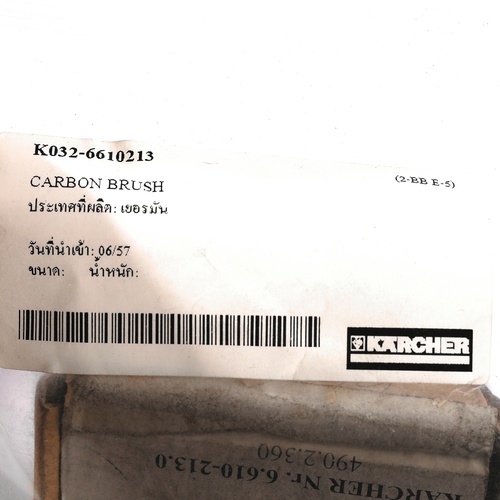 K032-6610213
CARBON BRUSH
(2-BB E-5)
ประเทศที่ผลิต: เยอรมัน
วันที่นำเข้า: 06/57
ขนาด: น้ำหนัก:
KÄRCHER
KÄRCHER Nr. 6.610-213.0
490.2.360